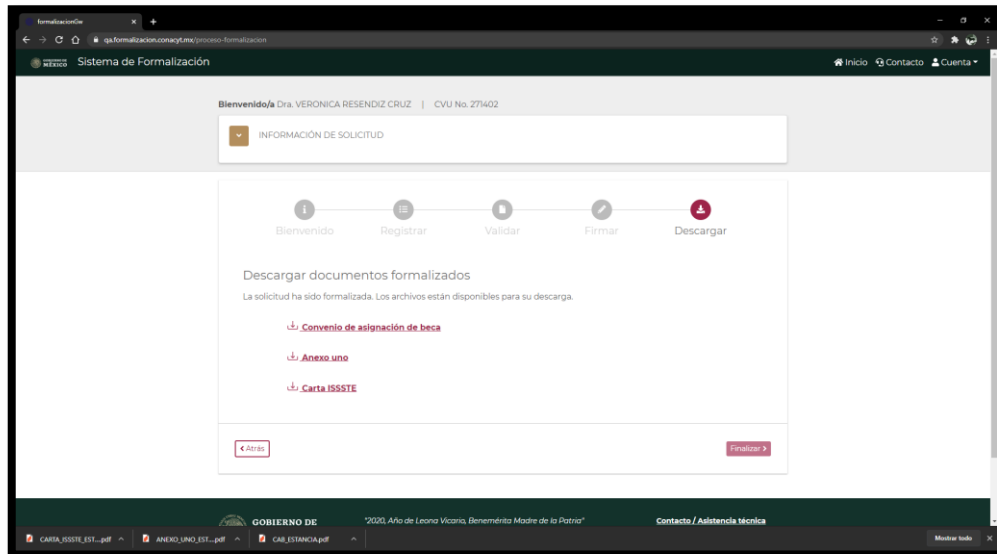 formalizacionGw
qa.formalizacion.conacyt.mx/proceso-formalizacion
GOBIERNO DE MÉXICO Sistema de Formalización
Inicio Contacto Cuenta
Bienvenido/a Dra. VERONICA RESENDIZ CRUZ | CVU No. 271402
INFORMACIÓN DE SOLICITUD
Bienvenido Registrar Validar Firmar Descargar
Descargar documentos formalizados
La solicitud ha sido formalizada. Los archivos están disponibles para su descarga.
Convenio de asignación de beca
Anexo uno
Carta ISSSTE
Atrás Finalizar
GOBIERNO DE "2020, Año de Leona Vicario, Benemérita Madre de la Patria" Contacto / Asistencia técnica
CARTA_ISSSTE_EST....pdf ANEXO_UNO_EST....pdf CAB_ESTANCIA.pdf Mostrar todo